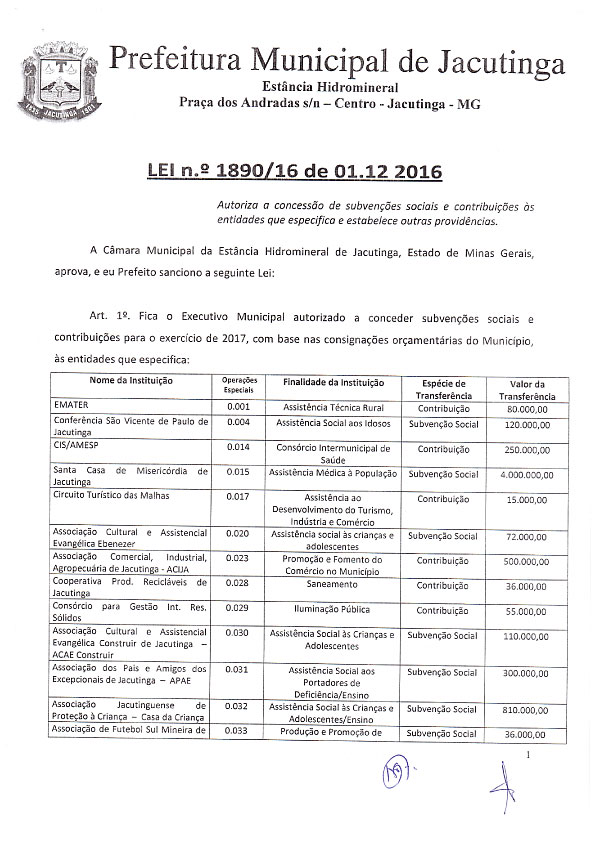 Prefeitura Municipal de Jacutinga
Estância Hidromineral
Praça dos Andradas s/n – Centro - Jacutinga - MG
1835 JACUTINGA 1901
LEI n.º 1890/16 de 01.12 2016
Autoriza a concessão de subvenções sociais e contribuições às
entidades que especifica e estabelece outras providências.
A Câmara Municipal da Estância Hidromineral de Jacutinga, Estado de Minas Gerais,
aprova, e eu Prefeito sanciono a seguinte Lei:
Art. 1º. Fica o Executivo Municipal autorizado a conceder subvenções sociais e
contribuições para o exercício de 2017, com base nas consignações orçamentárias do Município,
às entidades que especifica:
Nome da Instituição Operações Especiais Finalidade da Instituição Espécie de Transferência Valor da Transferência
EMATER 0.001 Assistência Técnica Rural Contribuição 80.000,00
Conferência São Vicente de Paulo de Jacutinga 0.004 Assistência Social aos Idosos Subvenção Social 120.000,00
CIS/AMESP 0.014 Consórcio Intermunicipal de Saúde Contribuição 250.000,00
Santa Casa de Misericórdia de Jacutinga 0.015 Assistência Médica à População Subvenção Social 4.000.000,00
Circuito Turístico das Malhas 0.017 Assistência ao Desenvolvimento do Turismo, Indústria e Comércio Contribuição 15.000,00
Associação Cultural e Assistencial Evangélica Ebenezer 0.020 Assistência social às crianças e adolescentes Subvenção Social 72.000,00
Associação Comercial, Industrial, Agropecuária de Jacutinga - ACIJA 0.023 Promoção e Fomento do Comércio no Município Contribuição 500.000,00
Cooperativa Prod. Recicláveis de Jacutinga 0.028 Saneamento Contribuição 36.000,00
Consórcio para Gestão Int. Res. Sólidos 0.029 Iluminação Pública Contribuição 55.000,00
Associação Cultural e Assistencial Evangélica Construir de Jacutinga – ACAE Construir 0.030 Assistência Social às Crianças e Adolescentes Subvenção Social 110.000,00
Associação dos Pais e Amigos dos Excepcionais de Jacutinga – APAE 0.031 Assistência Social aos Portadores de Deficiência/Ensino Subvenção Social 300.000,00
Associação Jacutinguense de Proteção à Criança – Casa da Criança 0.032 Assistência Social às Crianças e Adolescentes/Ensino Subvenção Social 810.000,00
Associação de Futebol Sul Mineira de 0.033 Produção e Promoção de Subvenção Social 36.000,00
1